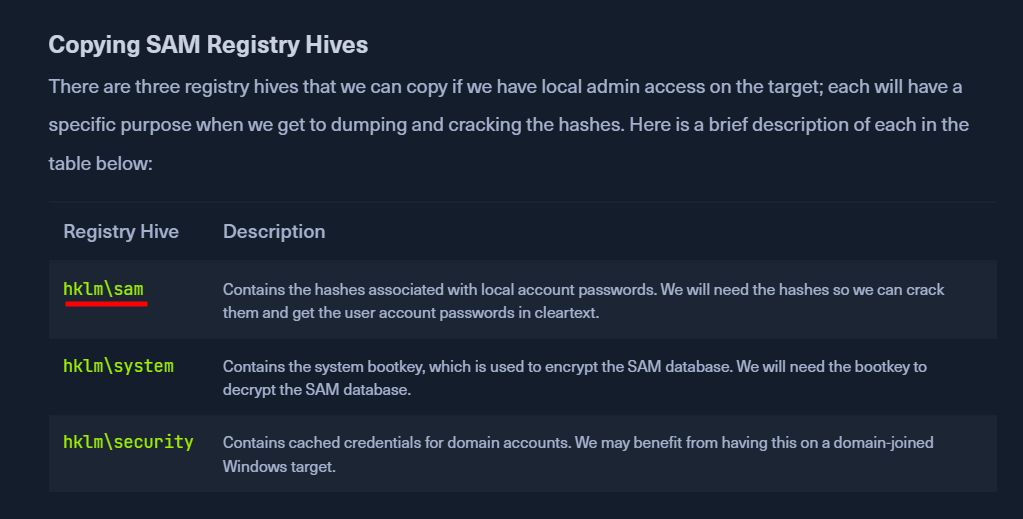 Copying SAM Registry Hives
There are three registry hives that we can copy if we have local admin access on the target; each will have a
specific purpose when we get to dumping and cracking the hashes. Here is a brief description of each in the
table below:
Registry Hive Description
hklm\sam Contains the hashes associated with local account passwords. We will need the hashes so we can crack
them and get the user account passwords in cleartext.
hklm\system Contains the system bootkey, which is used to encrypt the SAM database. We will need the bootkey to
decrypt the SAM database.
hklm\security Contains cached credentials for domain accounts. We may benefit from having this on a domain-joined
Windows target.